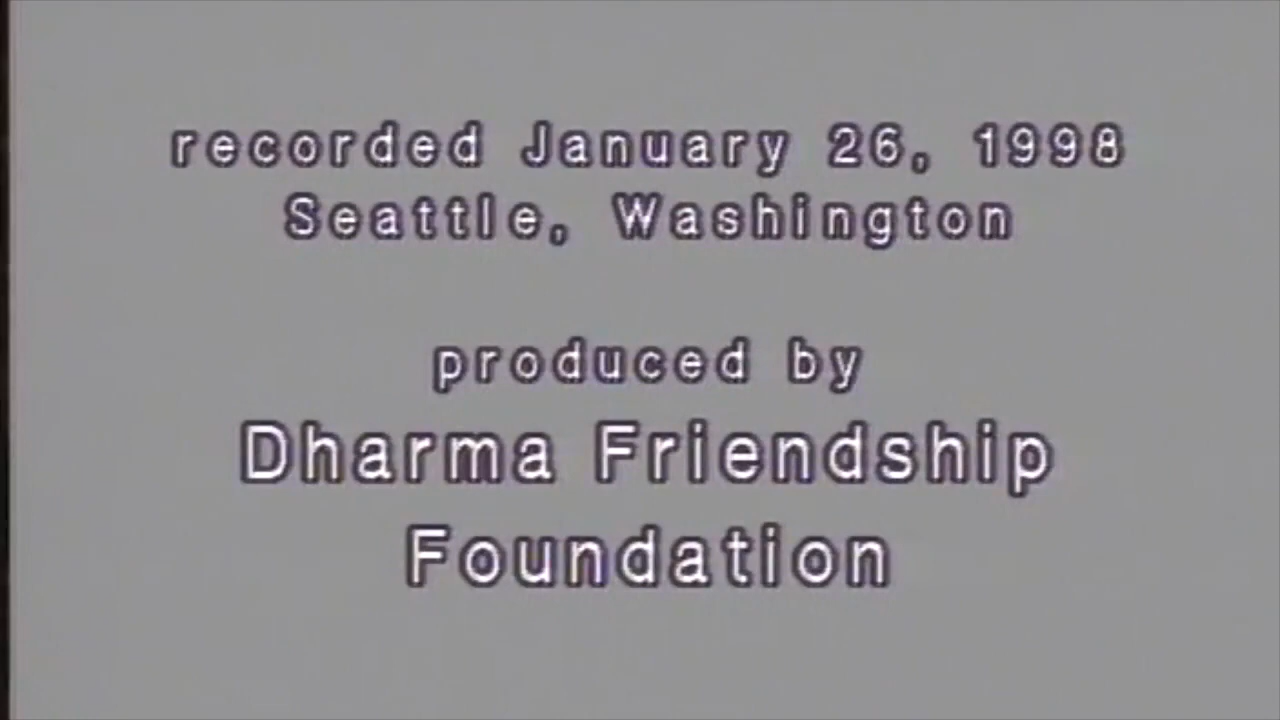 recorded January 26, 1998
Seattle, Washington
produced by
Dharma Friendship
Foundation